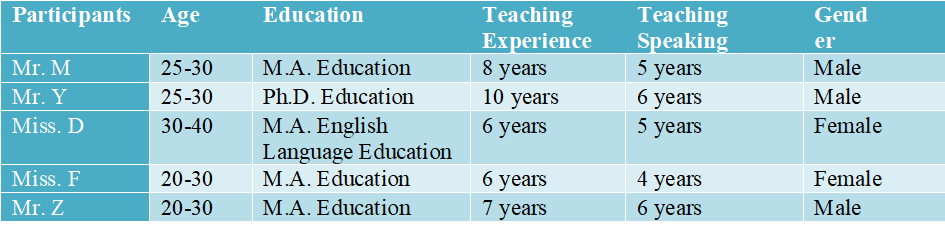 Participants Age Education Teaching Experience Teaching Speaking Gend er
Mr. M 25-30 M.A. Education 8 years 5 years Male
Mr. Y 25-30 Ph.D. Education 10 years 6 years Male
Miss. D 30-40 M.A. English Language Education 6 years 5 years Female
Miss. F 20-30 M.A. Education 6 years 4 years Female
Mr. Z 20-30 M.A. Education 7 years 6 years Male